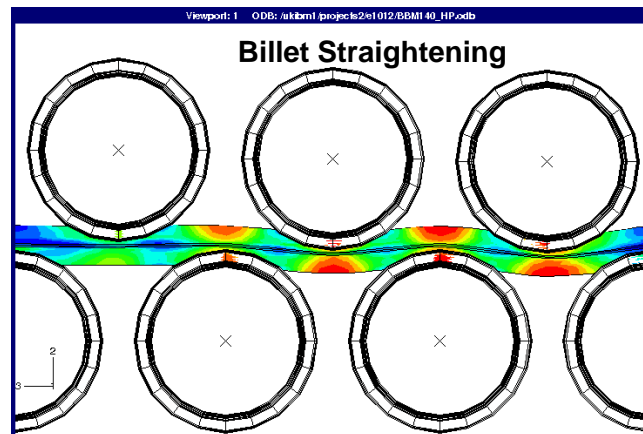 Viewport: 1 ODB: /ukibm1/projects2/e1012/BBM140_HP.odb
Billet Straightening
2
3